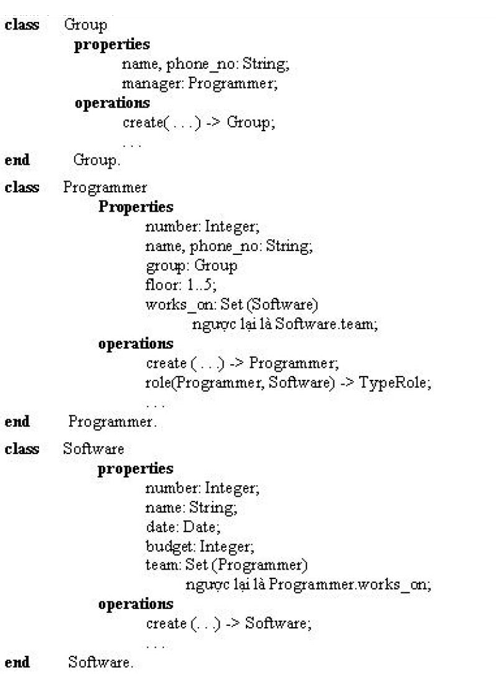 class Group
properties
name, phone_no: String;
manager: Programmer;
operations
create( . . .) -> Group;
. . .
end Group.
class Programmer
Properties
number: Integer;
name, phone_no: String;
group: Group
floor: 1..5;
works_on: Set (Software)
ngược lại là Software.team;
operations
create ( . . .) -> Programmer;
role(Programmer, Software) -> TypeRole;
. . .
end Programmer.
class Software
properties
number: Integer;
name: String;
date: Date;
budget: Integer;
team: Set (Programmer)
ngược lại là Programmer.works_on;
operations
create (. . .) -> Software;
. . .
end Software.